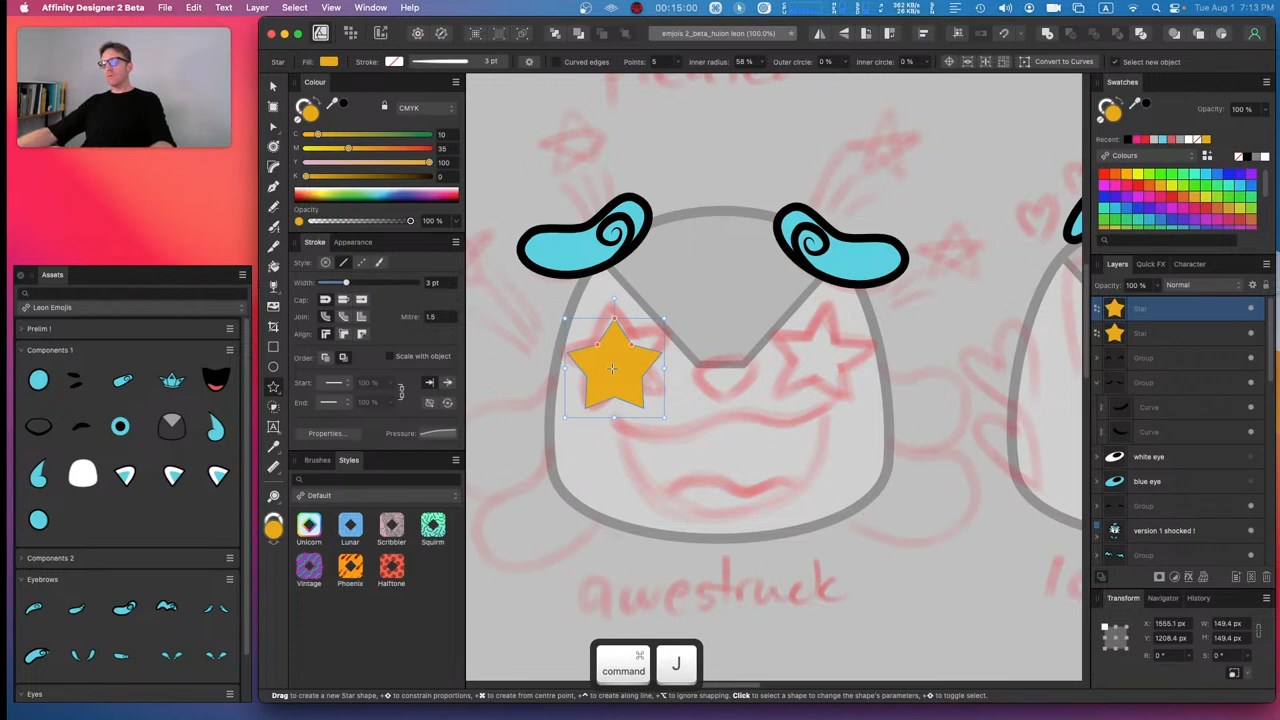 Affinity Designer 2 Beta File Edit Text Layer Select View Window Help 00:15:00 362 KB/s Tue Aug 1 7:13 PM
emjois 2_beta_huion leon (100.0%)
Star Fill: Stroke: 3 pt Curved edges Points: 5 Inner radius: 58 % Outer circle: 0 % Inner circle: 0 % Convert to Curves Select new object
Colour
CMYK
C 10
M 35
Y 100
K 0
Opacity
100 %
Stroke Appearance
Style:
Width: 3 pt
Cap:
Join: Mitre: 1.5
Align:
Order: Scale with object
Start: 100 %
End: 100 %
Properties... Pressure:
Brushes Styles
Default
Unicorn Lunar Scribbler Squirm
Vintage Phoenix Halftone
Assets
Leon Emojis
Prelim !
Components 1
Components 2
Eyebrows
Eyes
awestruck
command J
Swatches
Opacity: 100 %
Recent:
Colours
Layers Quick FX Character
Opacity: 100 % Normal
Star
Star
Group
Group
Curve
Curve
white eye
blue eye
Group
version 1 shocked !
Group
Transform Navigator History
X: 1555.1 px W: 149.4 px
Y: 1208.4 px H: 149.4 px
R: 0 ° S: 0 °
Drag to create a new Star shape, +⇧ to constrain proportions, +⌘ to create from centre point, +⌃ to create along line, +⌥ to ignore snapping. Click to select a shape to change the shape's parameters, +⇧ to toggle select.